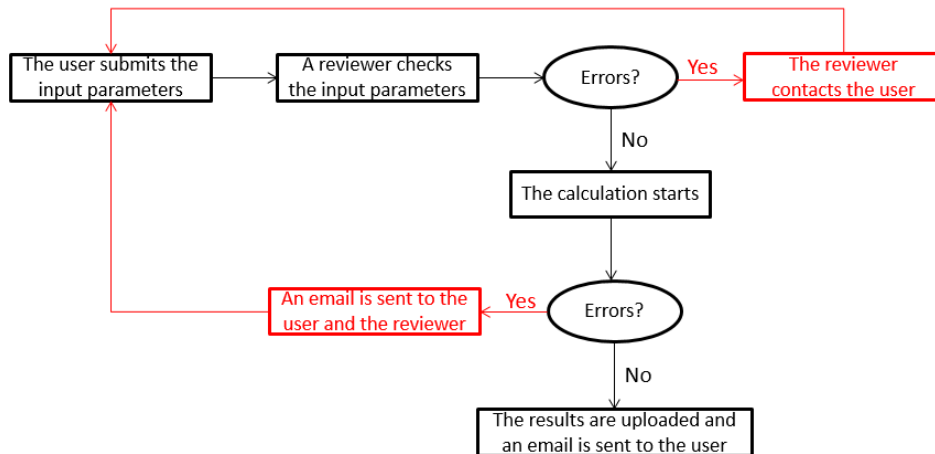 The user submits the
input parameters
A reviewer checks
the input parameters
Errors?
Yes
The reviewer
contacts the user
No
The calculation starts
An email is sent to the
user and the reviewer
Yes
Errors?
No
The results are uploaded and
an email is sent to the user